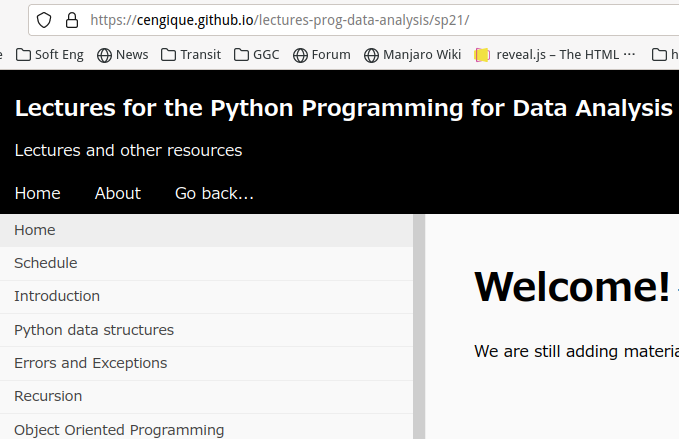 https://cengique.github.io/lectures-prog-data-analysis/sp21/
Soft Eng News Transit GGC Forum Manjaro Wiki reveal.js – The HTML ···
Lectures for the Python Programming for Data Analysis
Lectures and other resources
Home About Go back...
Home
Schedule
Introduction
Python data structures
Errors and Exceptions
Recursion
Object Oriented Programming
Welcome!
We are still adding materia